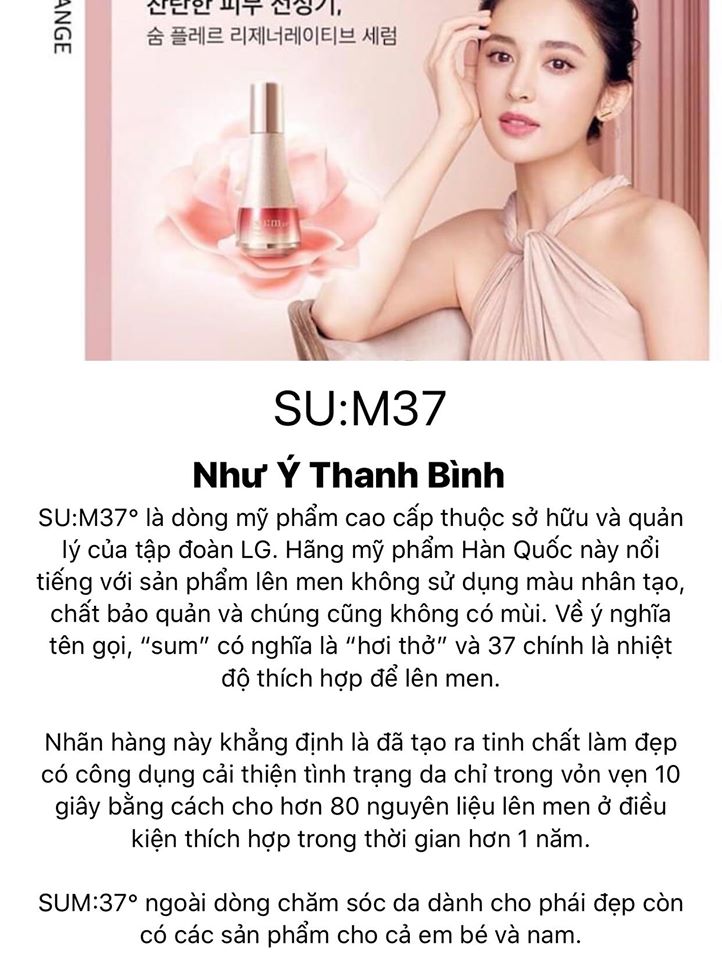 ANGE
찬란한 피부 전성기,
숨 플레르 리제너레이티브 세럼
su:m37
SU:M37
Như Ý Thanh Bình
SU:M37° là dòng mỹ phẩm cao cấp thuộc sở hữu và quản
lý của tập đoàn LG. Hãng mỹ phẩm Hàn Quốc này nổi
tiếng với sản phẩm lên men không sử dụng màu nhân tạo,
chất bảo quản và chúng cũng không có mùi. Về ý nghĩa
tên gọi, “sum” có nghĩa là “hơi thở” và 37 chính là nhiệt
độ thích hợp để lên men.
Nhãn hàng này khẳng định là đã tạo ra tinh chất làm đẹp
có công dụng cải thiện tình trạng da chỉ trong vỏn vẹn 10
giây bằng cách cho hơn 80 nguyên liệu lên men ở điều
kiện thích hợp trong thời gian hơn 1 năm.
SUM:37° ngoài dòng chăm sóc da dành cho phái đẹp còn
có các sản phẩm cho cả em bé và nam.